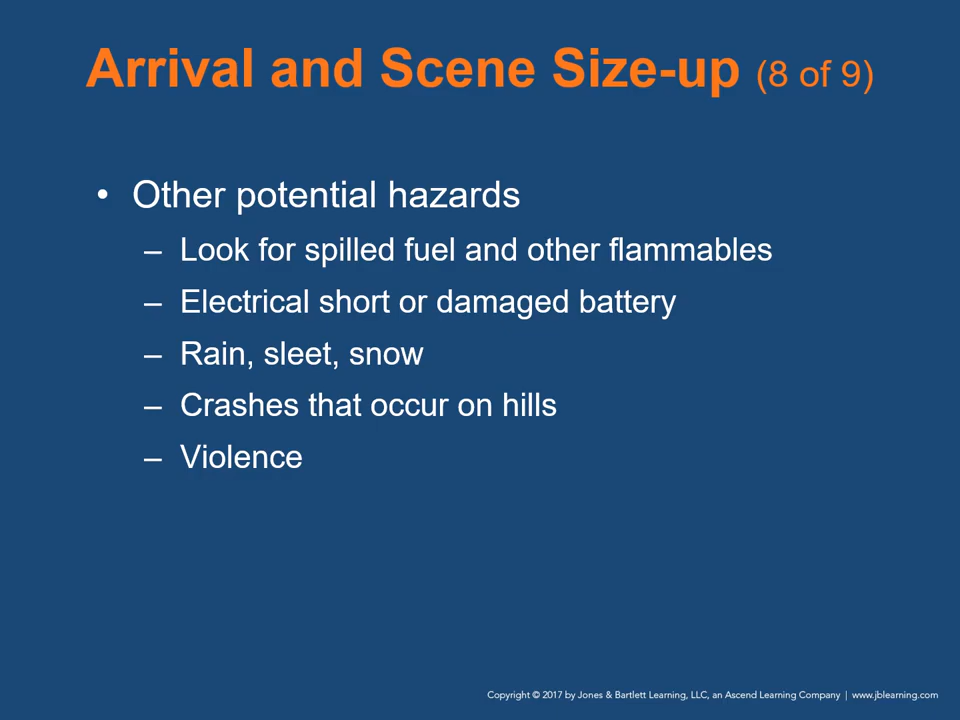 Arrival and Scene Size-up (8 of 9)
• Other potential hazards
– Look for spilled fuel and other flammables
– Electrical short or damaged battery
– Rain, sleet, snow
– Crashes that occur on hills
– Violence
Copyright © 2017 by Jones & Bartlett Learning, LLC, an Ascend Learning Company | www.jblearning.com